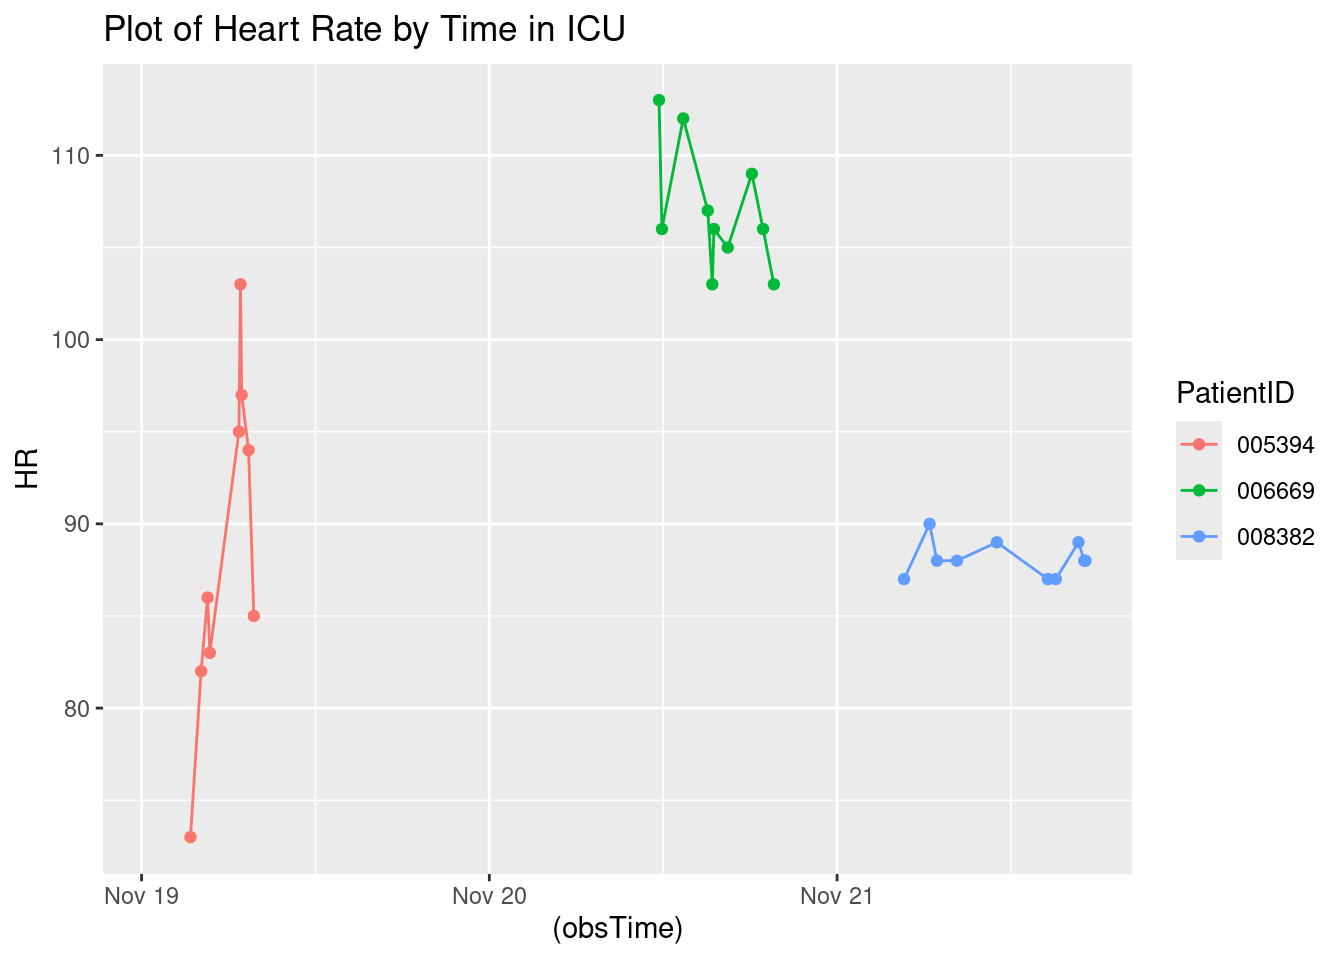 Plot of Heart Rate by Time in ICU
110
100
90
80
HR
Nov 19
Nov 20
Nov 21
(obsTime)
PatientID
005394
006669
008382